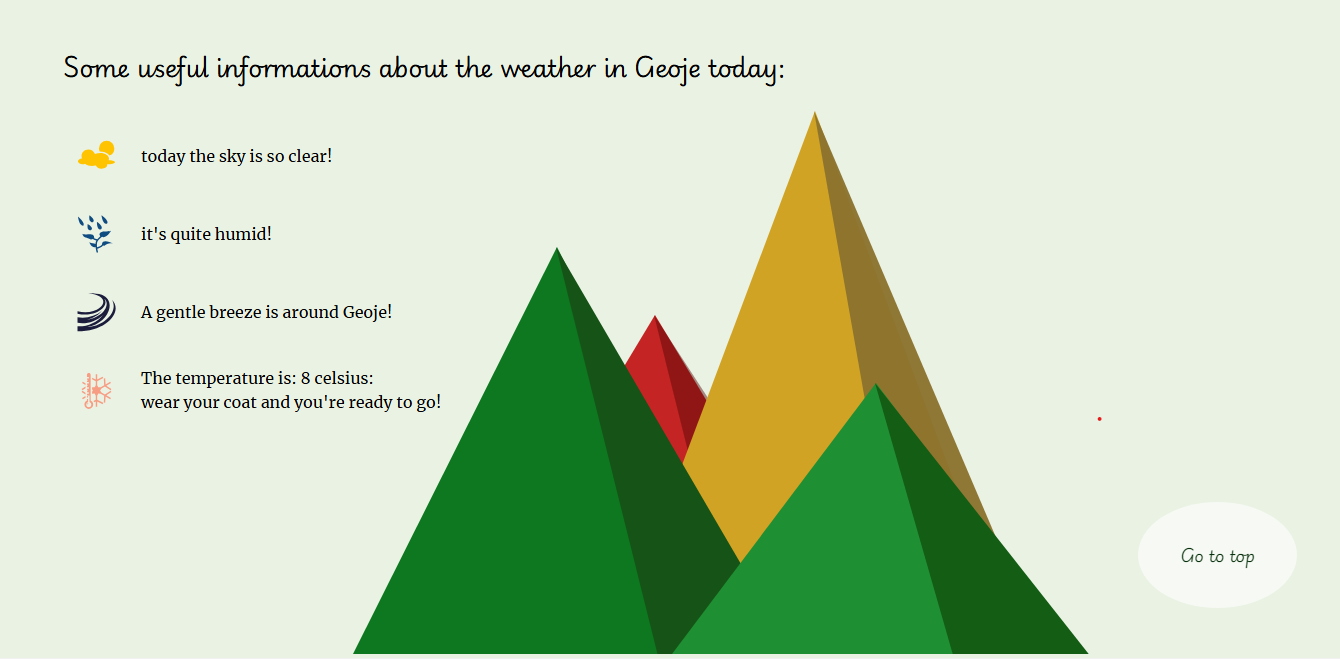 Some useful informations about the weather in Geoje today:
today the sky is so clear!
it's quite humid!
A gentle breeze is around Geoje!
The temperature is: 8 celsius:
wear your coat and you're ready to go!
Go to top